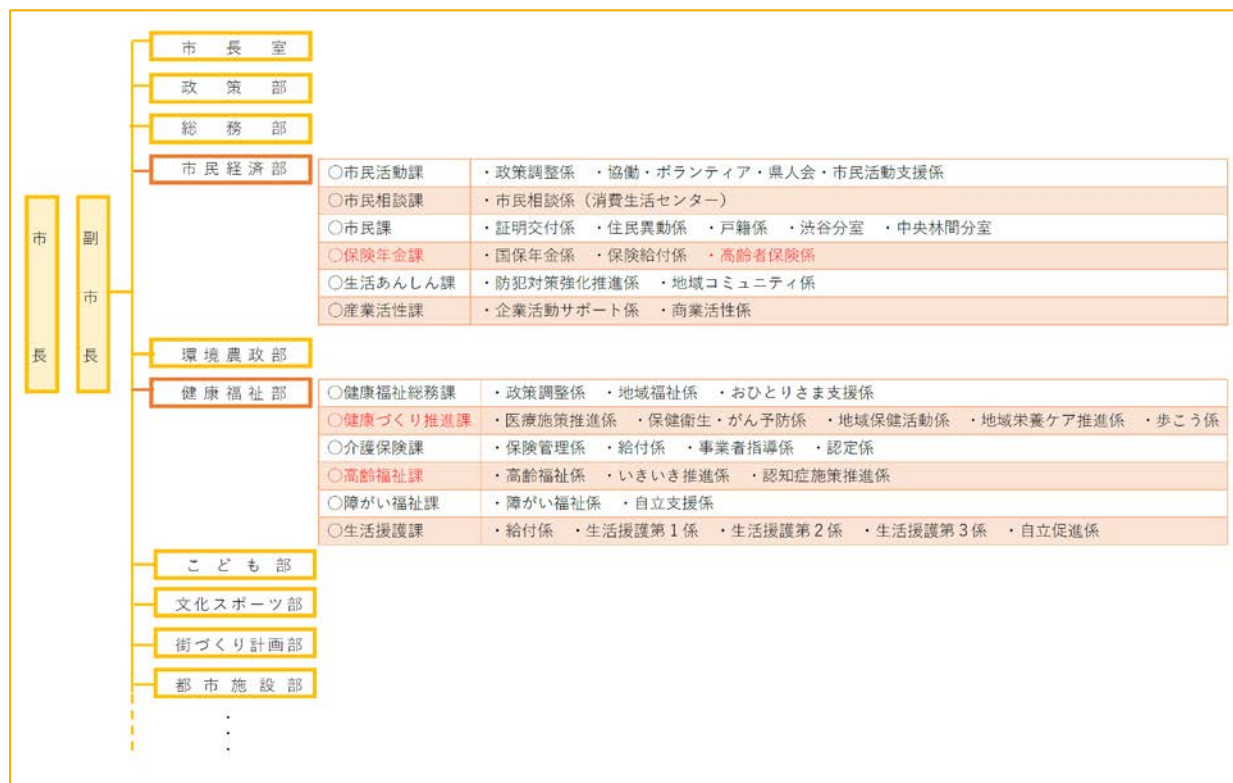 市長
副市長
市長室
政策部
総務部
市民経済部
○市民活動課 ・政策調整係 ・協働・ボランティア・県人会・市民活動支援係
○市民相談課 ・市民相談係（消費生活センター）
○市民課 ・証明交付係 ・住民異動係 ・戸籍係 ・渋谷分室 ・中央林間分室
○保険年金課 ・国保年金係 ・保険給付係 ・高齢者保険係
○生活あんしん課 ・防犯対策強化推進係 ・地域コミュニティ係
○産業活性課 ・企業活動サポート係 ・商業活性係
環境農政部
健康福祉部
○健康福祉総務課 ・政策調整係 ・地域福祉係 ・おひとりさま支援係
○健康づくり推進課 ・医療施策推進係 ・保健衛生・がん予防係 ・地域保健活動係 ・地域栄養ケア推進係 ・歩こう係
○介護保険課 ・保険管理係 ・給付係 ・事業者指導係 ・認定係
○高齢福祉課 ・高齢福祉係 ・いきいき推進係 ・認知症施策推進係
○障がい福祉課 ・障がい福祉係 ・自立支援係
○生活援護課 ・給付係 ・生活援護第１係 ・生活援護第２係 ・生活援護第３係 ・自立促進係
こども部
文化スポーツ部
街づくり計画部
都市施設部